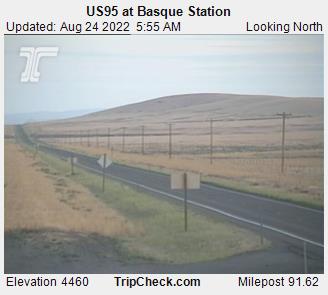 US95 at Basque Station
Updated: Aug 24 2022 5:55 AM Looking North
Elevation 4460 TripCheck.com Milepost 91.62